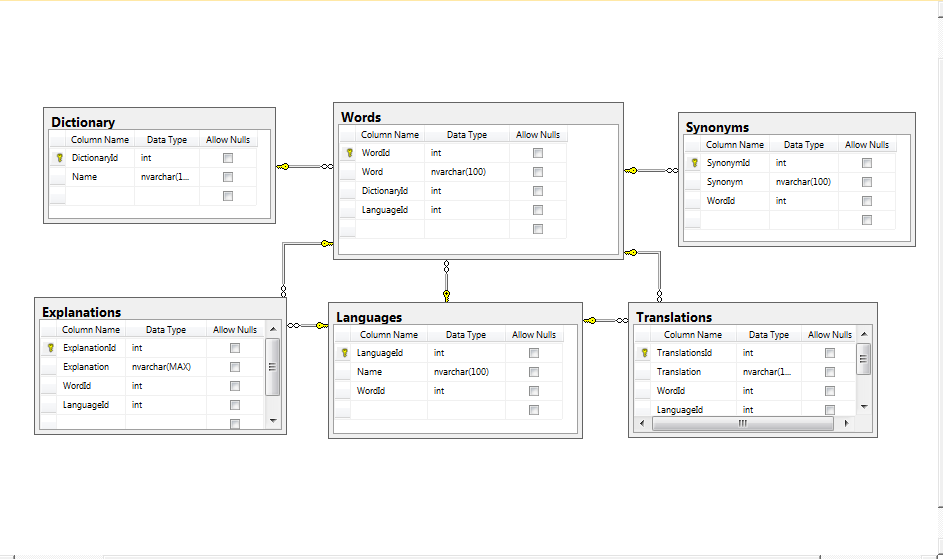 Dictionary
Column Name Data Type Allow Nulls
DictionaryId int
Name nvarchar(1...
Words
Column Name Data Type Allow Nulls
WordId int
Word nvarchar(100)
DictionaryId int
LanguageId int
Synonyms
Column Name Data Type Allow Nulls
SynonymId int
Synonym nvarchar(100)
WordId int
Explanations
Column Name Data Type Allow Nulls
ExplanationId int
Explanation nvarchar(MAX)
WordId int
LanguageId int
Languages
Column Name Data Type Allow Nulls
LanguageId int
Name nvarchar(100)
WordId int
Translations
Column Name Data Type Allow Nulls
TranslationsId int
Translation nvarchar(1...
WordId int
LanguageId int